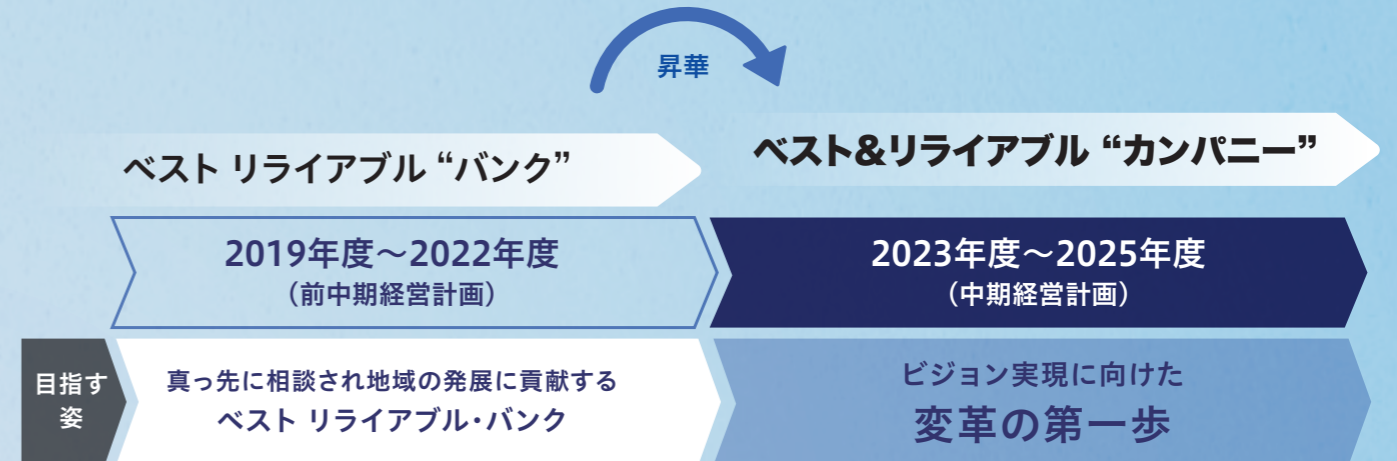 昇華
ベスト リライアブル “バンク”
ベスト&リライアブル “カンパニー”
2019年度～2022年度
（前中期経営計画）
2023年度～2025年度
（中期経営計画）
目指す
姿
真っ先に相談され地域の発展に貢献する
ベスト リライアブル・バンク
ビジョン実現に向けた
変革の第一歩